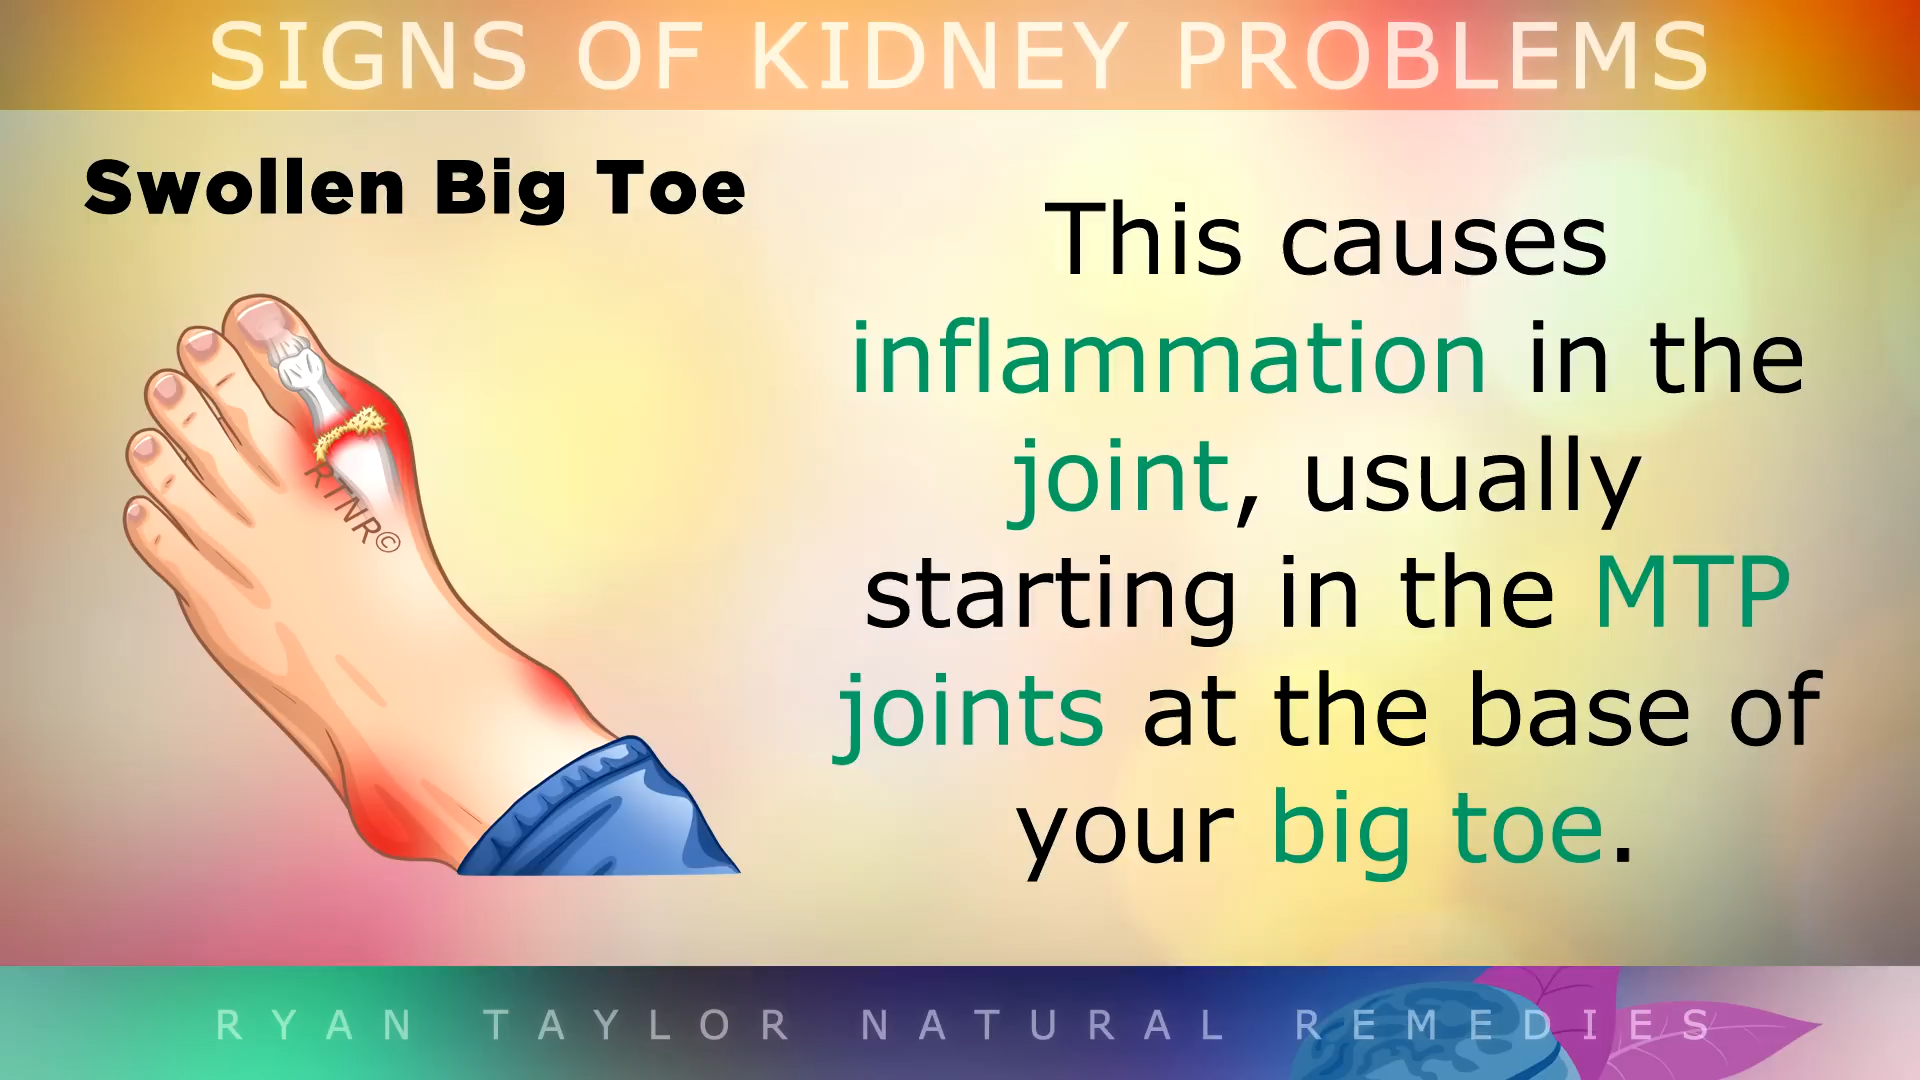 SIGNS OF KIDNEY PROBLEMS
Swollen Big Toe
This causes
inflammation in the
joint, usually
starting in the MTP
joints at the base of
your big toe.
RTNR©
RYAN TAYLOR NATURAL REMEDIES